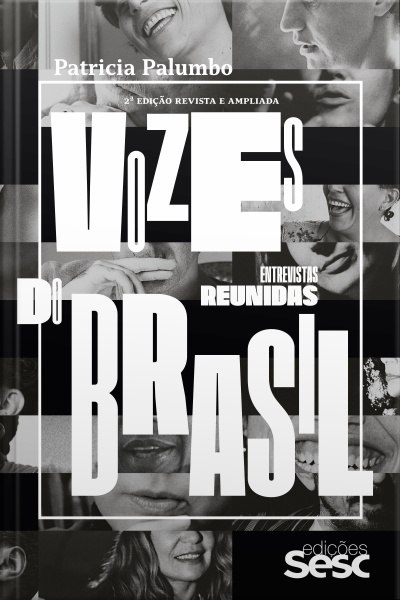 Patricia Palumbo
2ª EDIÇÃO REVISTA E AMPLIADA
VOZES
ENTREVISTAS
REUNIDAS
DO
BRASIL
edições
Sesc